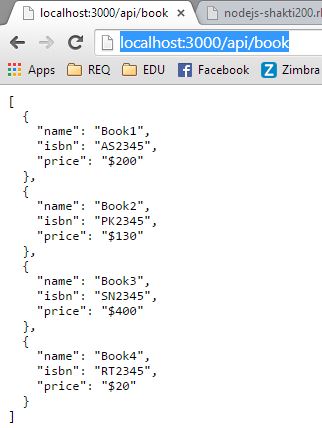 localhost:3000/api/book
nodejs-shakti200.rl
localhost:3000/api/book
Apps REQ EDU Facebook Zimbra
[
  {
    "name": "Book1",
    "isbn": "AS2345",
    "price": "$200"
  },
  {
    "name": "Book2",
    "isbn": "PK2345",
    "price": "$130"
  },
  {
    "name": "Book3",
    "isbn": "SN2345",
    "price": "$400"
  },
  {
    "name": "Book4",
    "isbn": "RT2345",
    "price": "$20"
  }
]